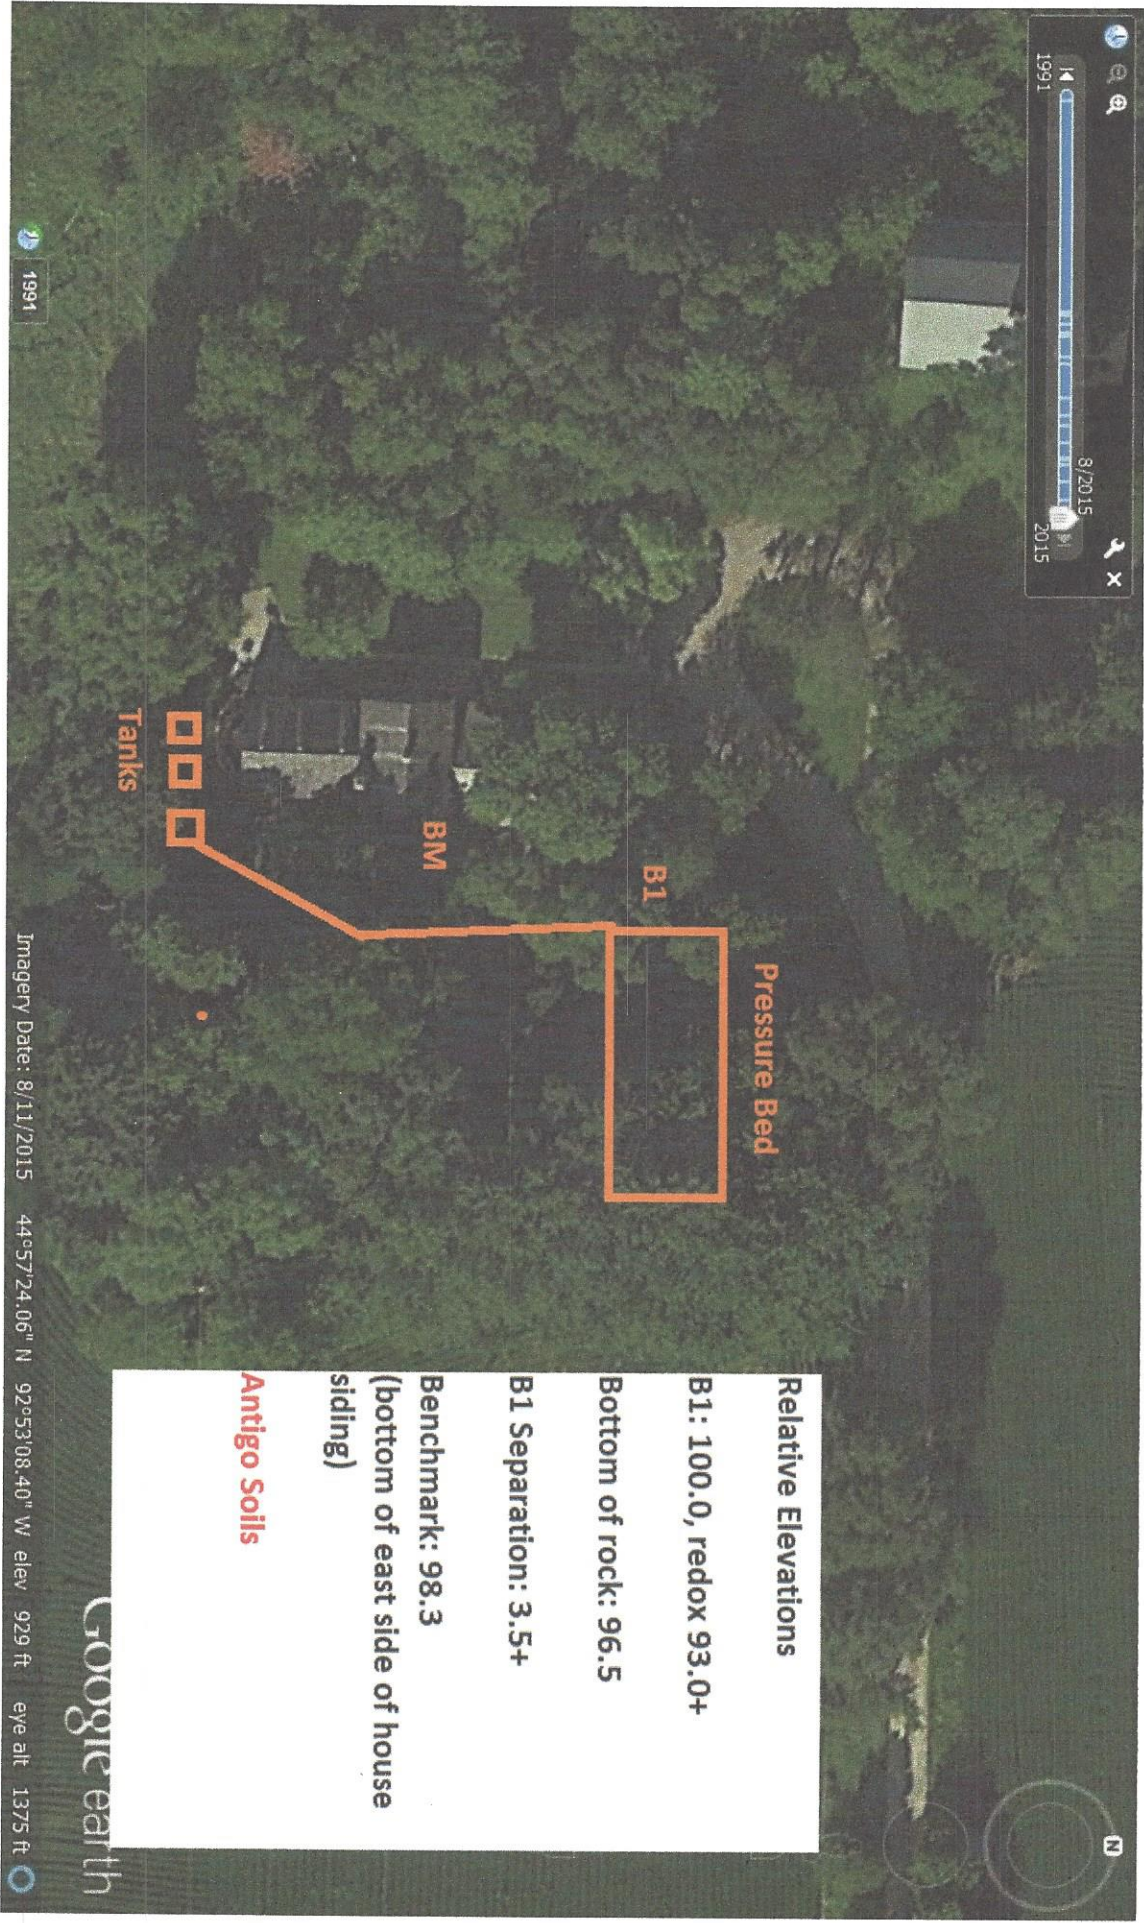 1991
8/2015
2015
N
Pressure Bed
B1
BM
Tanks
Relative Elevations
B1: 100.0, redox 93.0+
Bottom of rock: 96.5
B1 Separation: 3.5+
Benchmark: 98.3
(bottom of east side of house
siding)
Antigo Soils
Google earth
1991
Imagery Date: 8/11/2015 44°57'24.06" N 92°53'08.40" W elev 929 ft eye alt 1375 ft